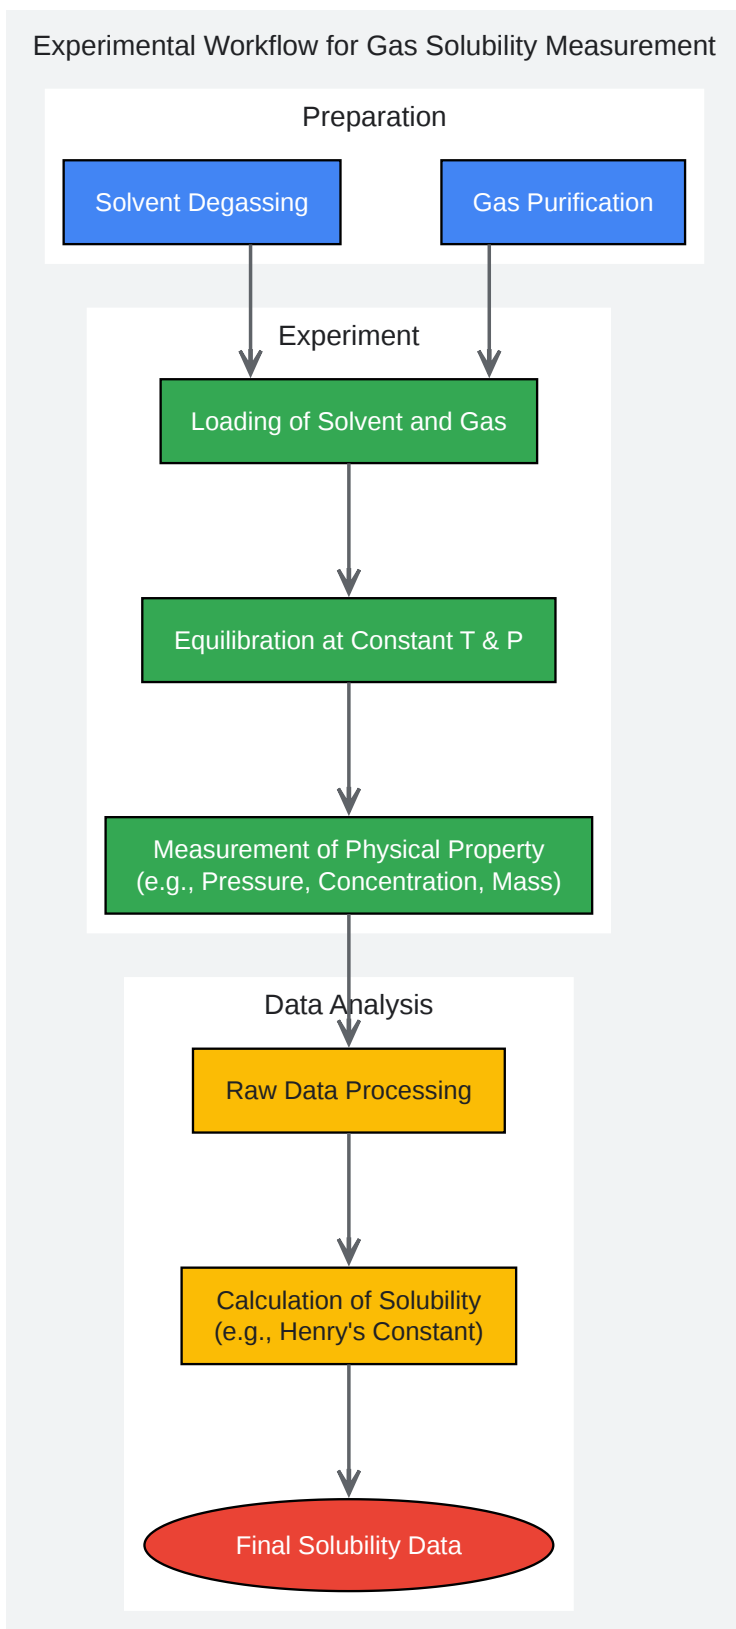 Experimental Workflow for Gas Solubility Measurement
Preparation
Solvent Degassing
Gas Purification
Experiment
Loading of Solvent and Gas
Equilibration at Constant T & P
Measurement of Physical Property
(e.g., Pressure, Concentration, Mass)
Data Analysis
Raw Data Processing
Calculation of Solubility
(e.g., Henry's Constant)
Final Solubility Data